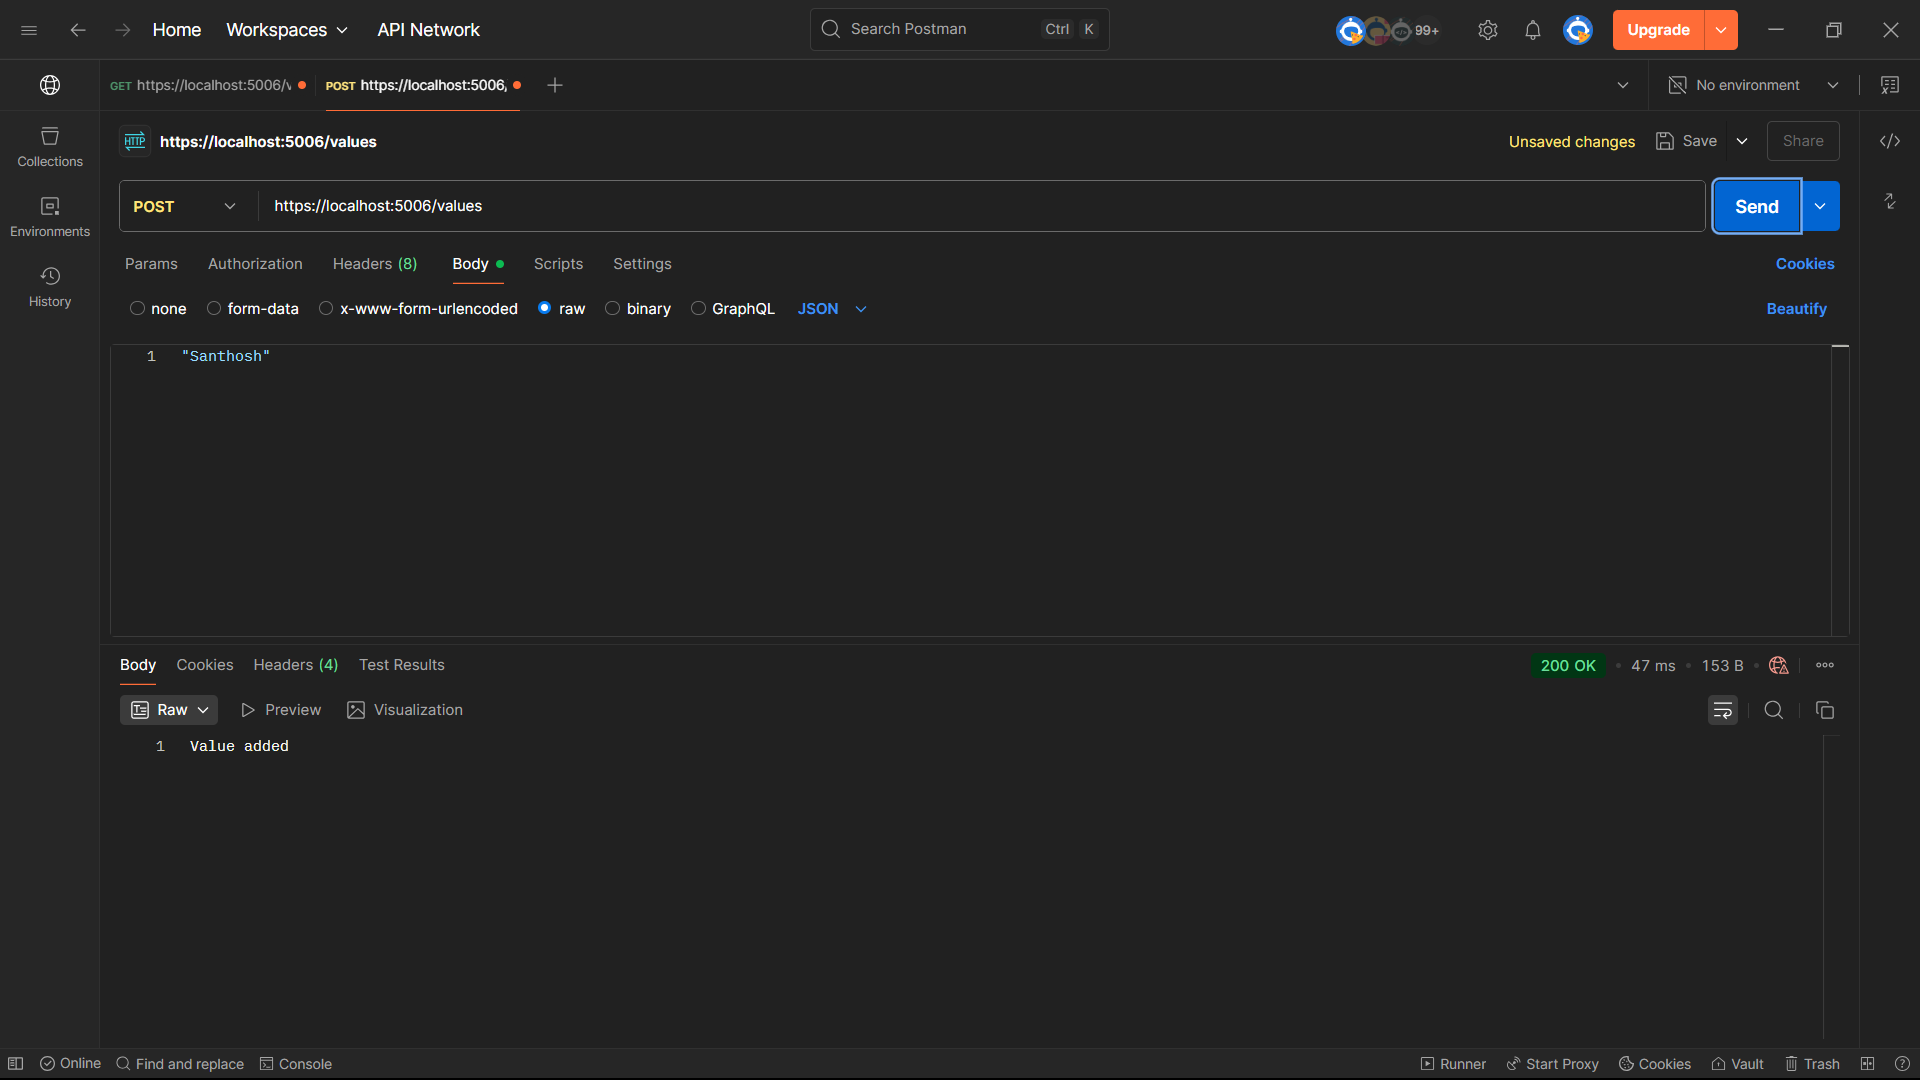 Home Workspaces API Network Search Postman Ctrl K 99+ Upgrade
GET https://localhost:5006/v POST https://localhost:5006, No environment
HTTP https://localhost:5006/values Unsaved changes Save Share
Collections
Environments
History
POST https://localhost:5006/values Send
Params Authorization Headers (8) Body Scripts Settings Cookies
none form-data x-www-form-urlencoded raw binary GraphQL JSON Beautify
1 "Santhosh"
Body Cookies Headers (4) Test Results 200 OK 47 ms 153 B
Raw Preview Visualization
1 Value added
Online Find and replace Console Runner Start Proxy Cookies Vault Trash